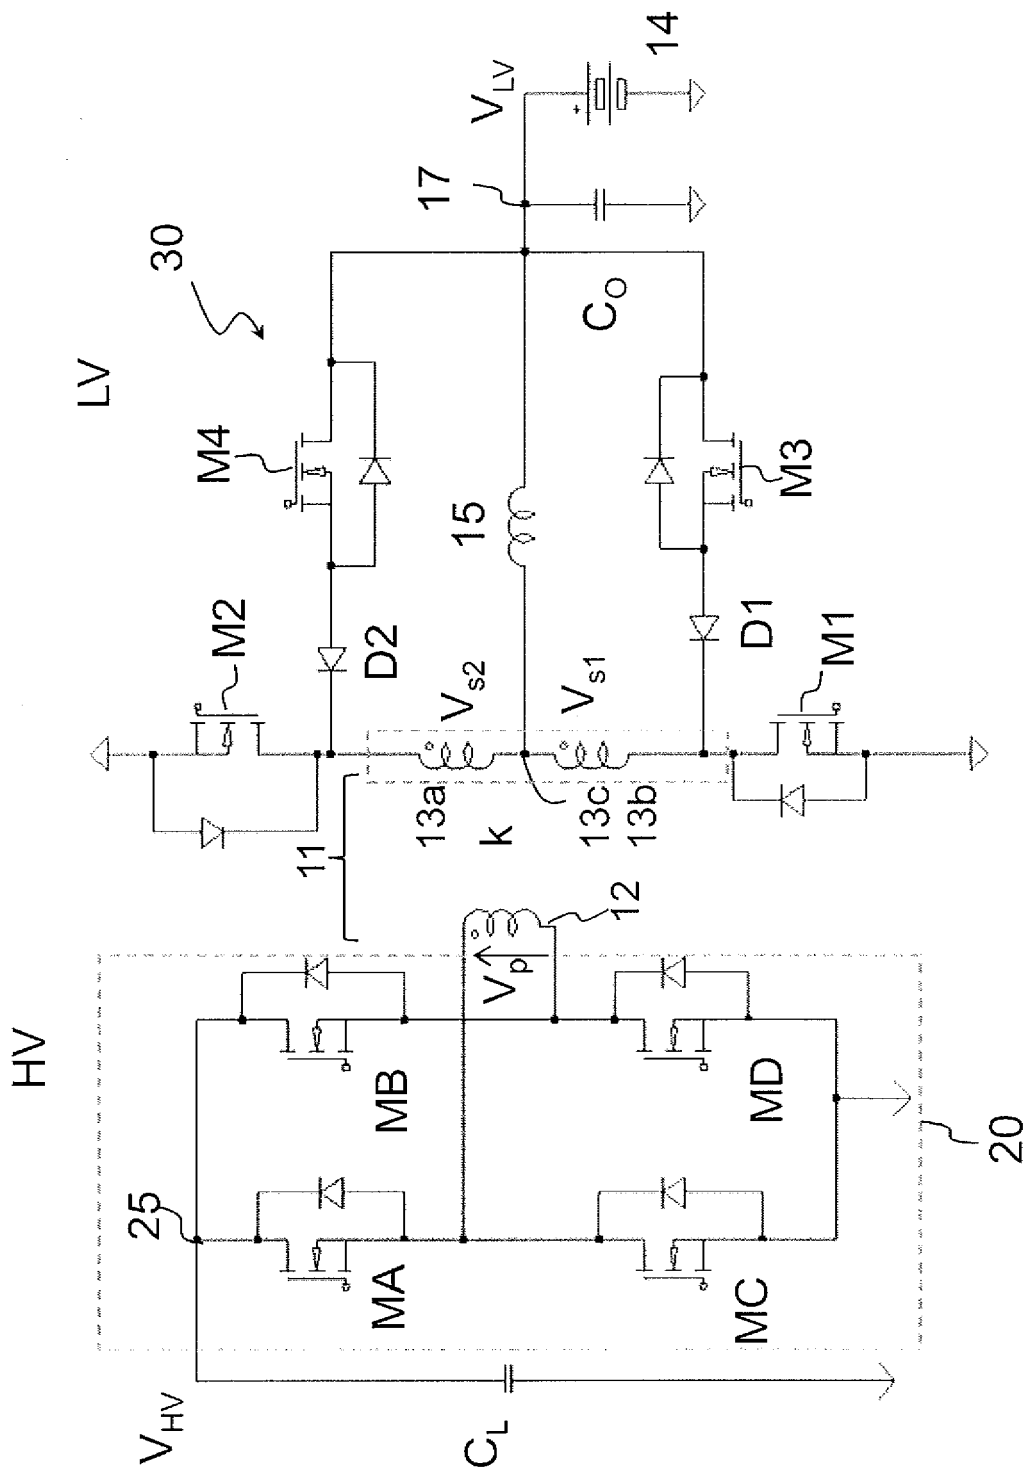 HV
LV
30
V_HV
25
MA
MB
MC
MD
C_L
20
V_p
12
11
k
13a
13c
13b
V_s2
V_s1
M2
M1
D2
D1
M4
M3
15
C_O
17
V_LV
+
14